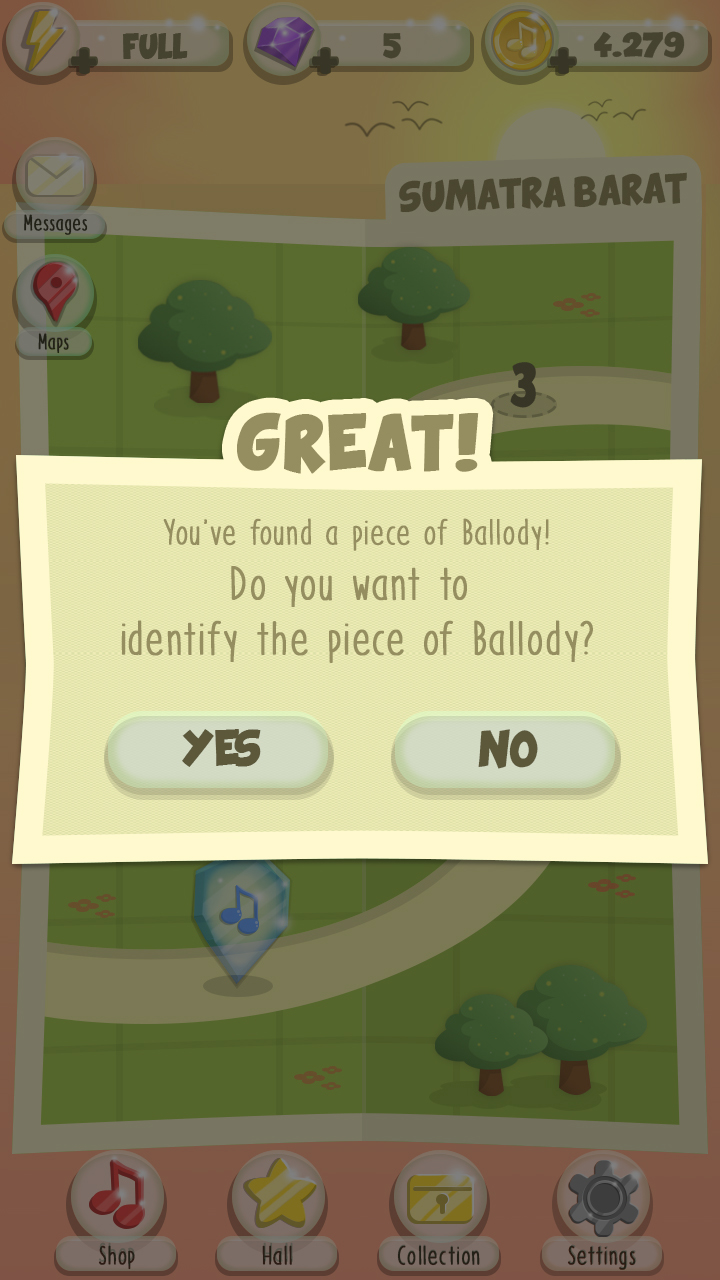 FULL
5
4.279
SUMATRA BARAT
Messages
Maps
3
GREAT!
You've found a piece of Ballody!
Do you want to
identify the piece of Ballody?
YES
NO
Shop
Hall
Collection
Settings